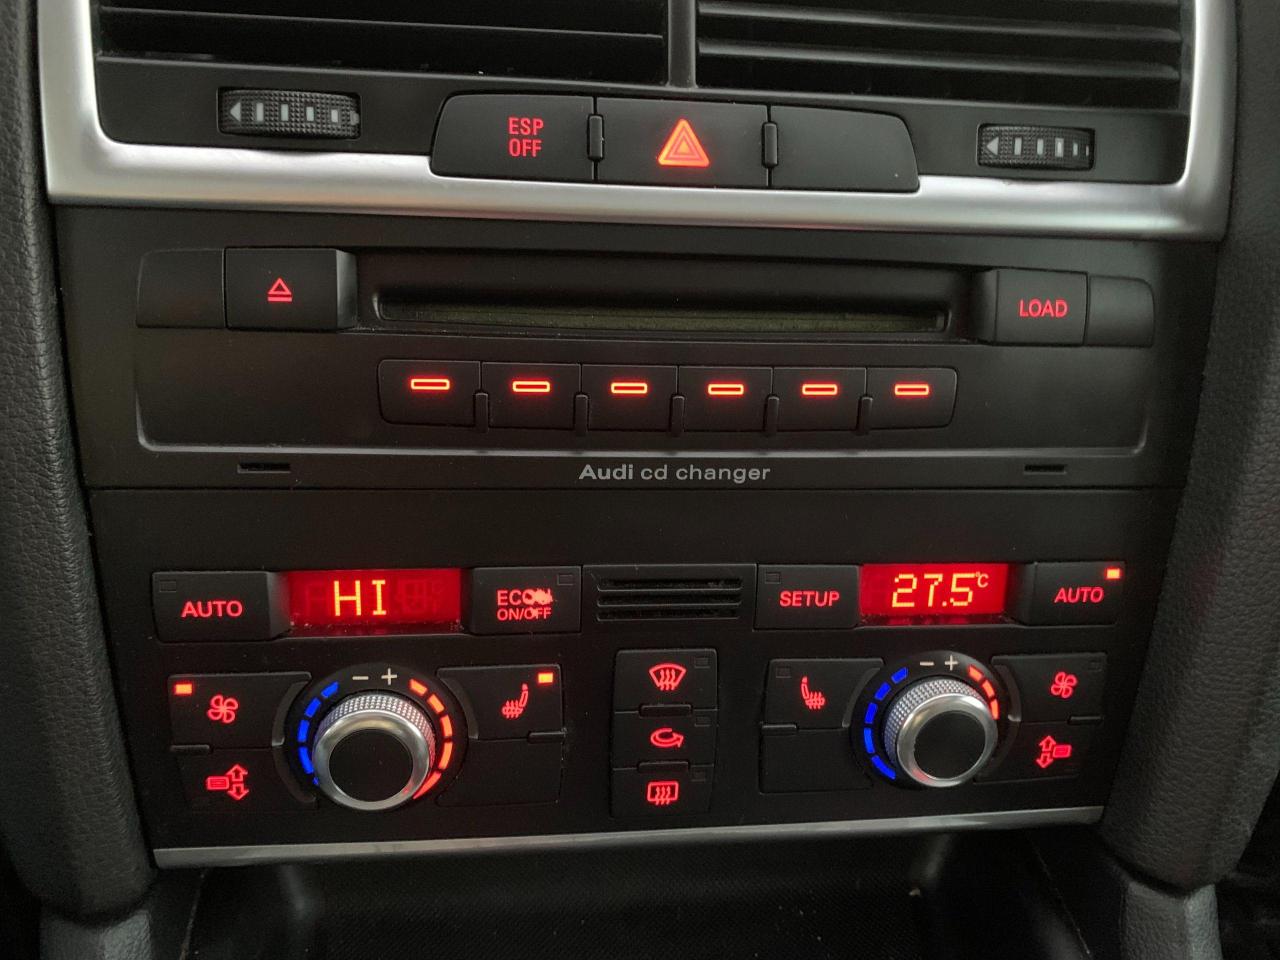 ESP
OFF
LOAD
Audi cd changer
AUTO
HI
ECON
ON/OFF
SETUP
27.5°C
AUTO
− +
− +